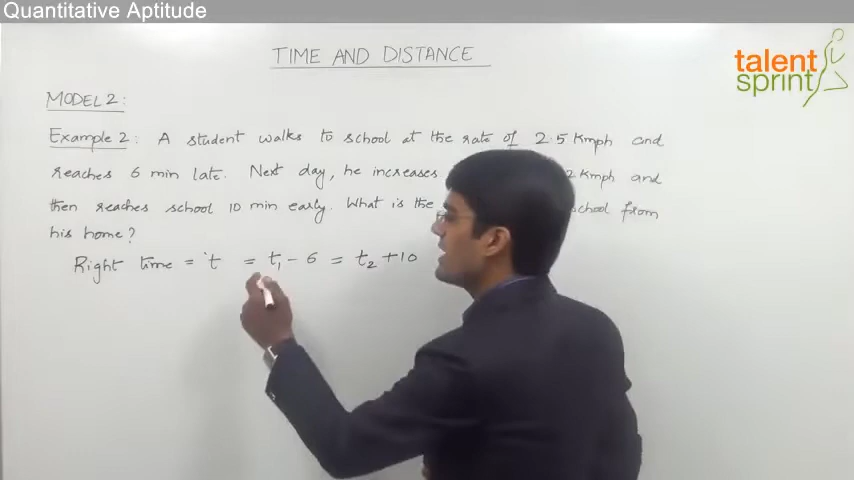 Quantitative Aptitude
TIME AND DISTANCE
talent
sprint
MODEL 2:
Example 2: A student walks to school at the rate of 2.5 Kmph and
reaches 6 min late. Next day, he increases 2 Kmph and
then reaches school 10 min early. What is the school from
his home?
Right time = t = t₁ - 6 = t₂ + 10